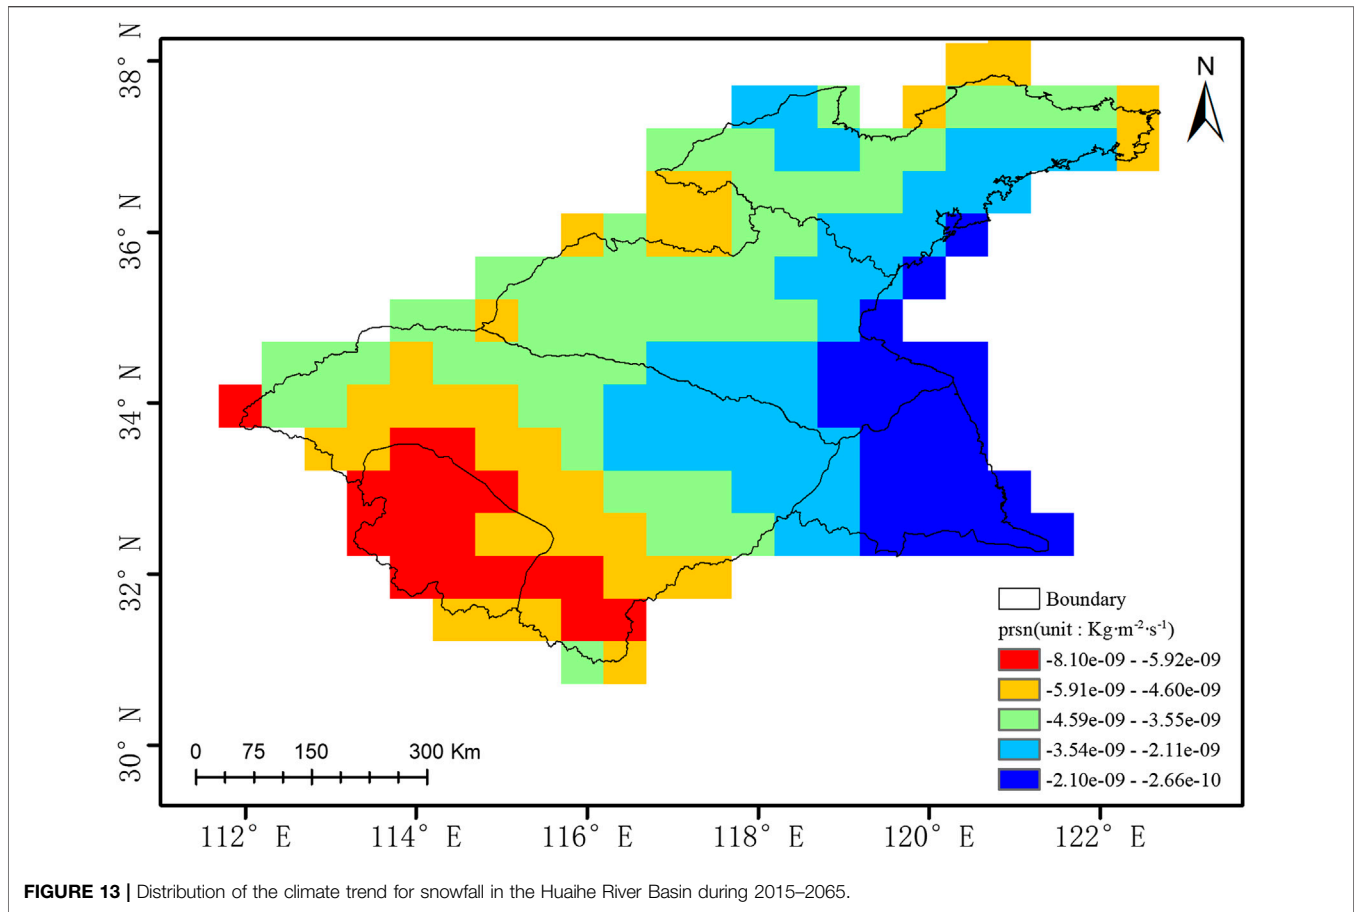 38° N
36° N
34° N
32° N
30° N
N
Boundary
prsn(unit : Kg·m⁻²·s⁻¹)
-8.10e-09 - -5.92e-09
-5.91e-09 - -4.60e-09
-4.59e-09 - -3.55e-09
-3.54e-09 - -2.11e-09
-2.10e-09 - -2.66e-10
0 75 150 300 Km
112° E 114° E 116° E 118° E 120° E 122° E
FIGURE 13 | Distribution of the climate trend for snowfall in the Huaihe River Basin during 2015–2065.